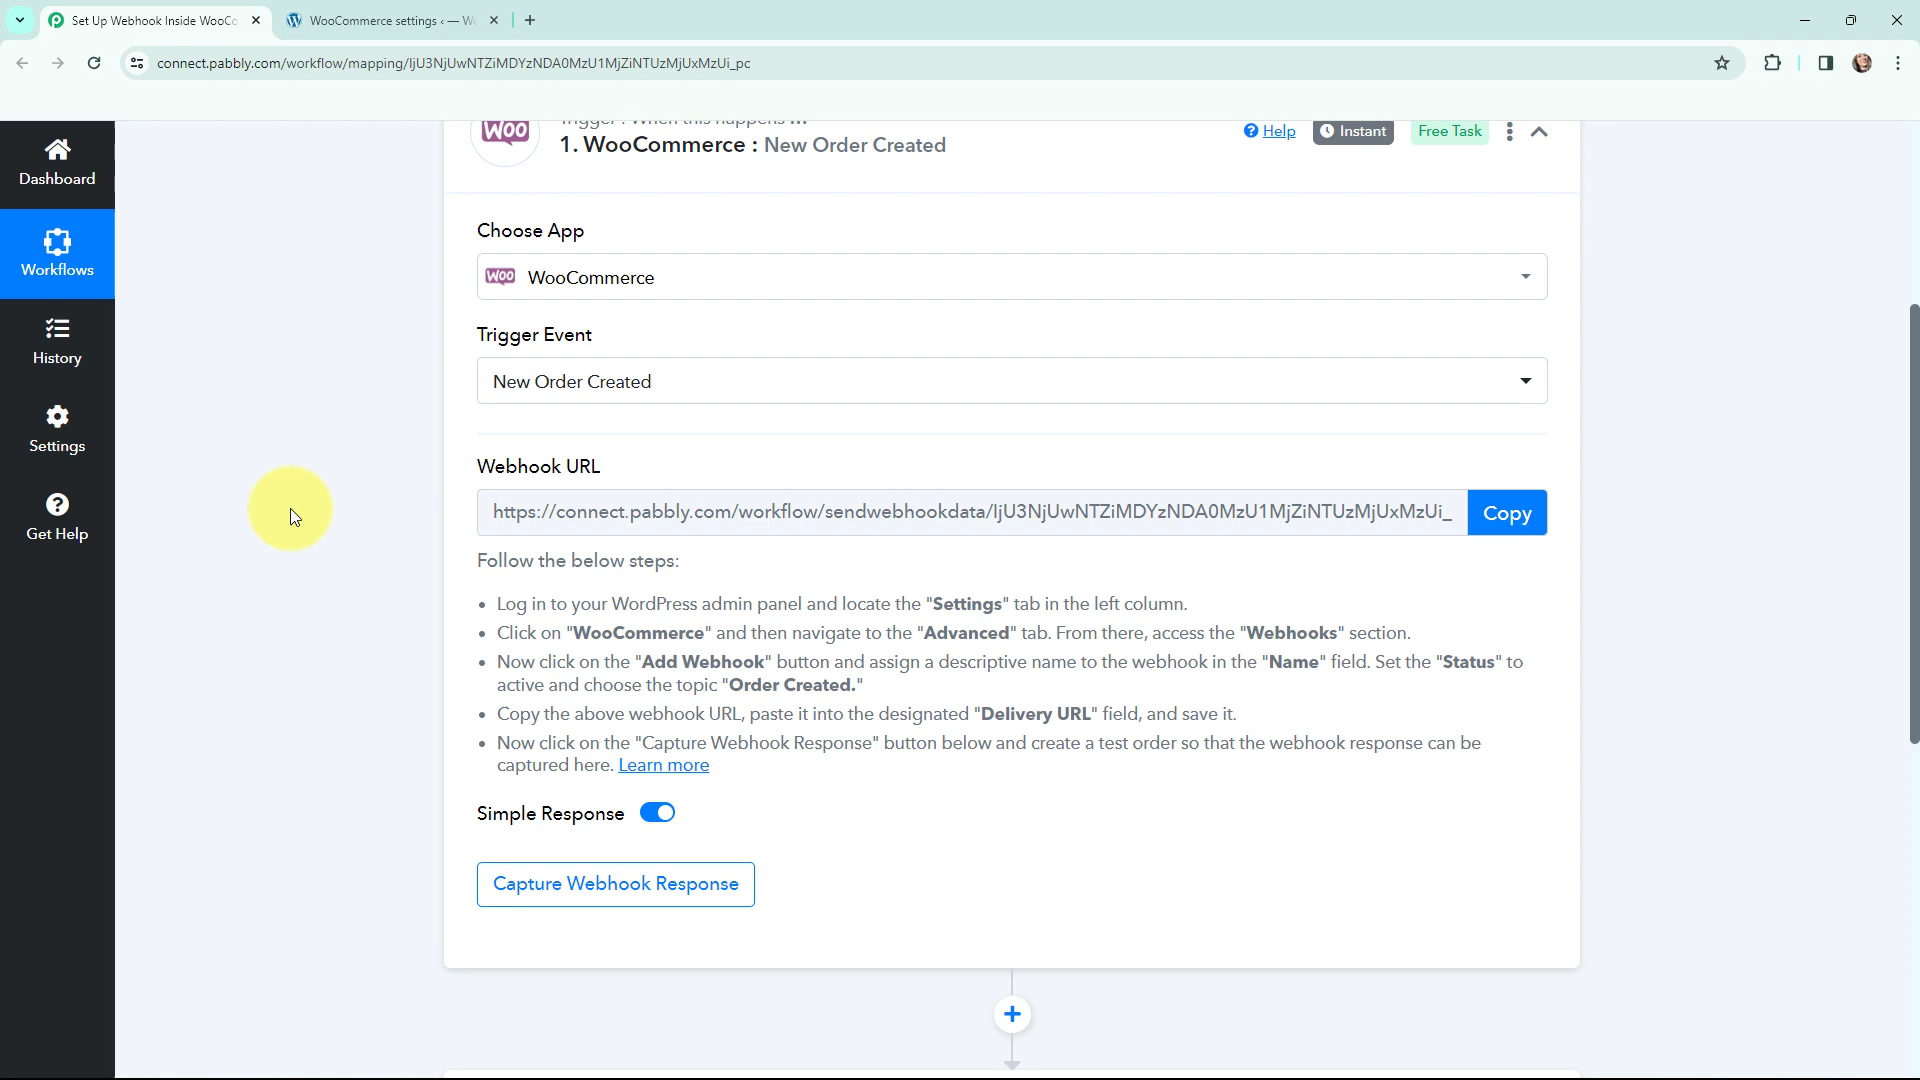 Set Up Webhook Inside WooCo
WooCommerce settings ‹ — Wo
connect.pabbly.com/workflow/mapping/IjU3NjUwNTZiMDYzNDA0MzU1MjZiNTUzMjUxMzUi_pc
Dashboard
Workflows
History
Settings
Get Help
Trigger : When this happens ...
WOO
1. WooCommerce : New Order Created
Help
Instant
Free Task
Choose App
WOO WooCommerce
Trigger Event
New Order Created
Webhook URL
https://connect.pabbly.com/workflow/sendwebhookdata/IjU3NjUwNTZiMDYzNDA0MzU1MjZiNTUzMjUxMzUi_
Copy
Follow the below steps:
• Log in to your WordPress admin panel and locate the "Settings" tab in the left column.
• Click on "WooCommerce" and then navigate to the "Advanced" tab. From there, access the "Webhooks" section.
• Now click on the "Add Webhook" button and assign a descriptive name to the webhook in the "Name" field. Set the "Status" to
active and choose the topic "Order Created."
• Copy the above webhook URL, paste it into the designated "Delivery URL" field, and save it.
• Now click on the "Capture Webhook Response" button below and create a test order so that the webhook response can be
captured here. Learn more
Simple Response
Capture Webhook Response